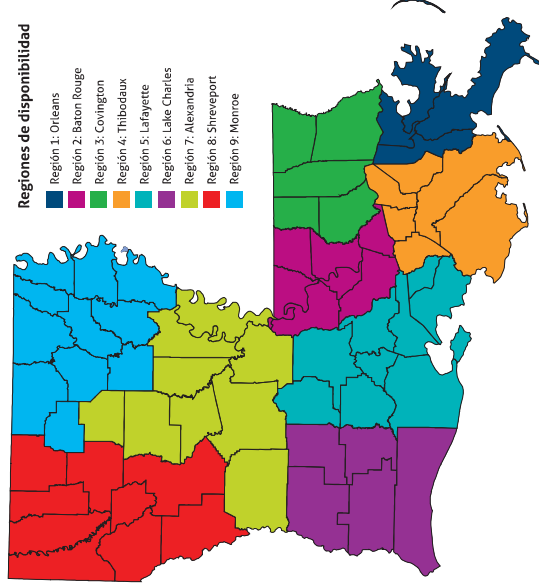 Regiones de disponibilidad
Región 1: Orleans
Región 2: Baton Rouge
Región 3: Covington
Región 4: Thibodaux
Región 5: Lafayette
Región 6: Lake Charles
Región 7: Alexandria
Región 8: Shreveport
Región 9: Monroe